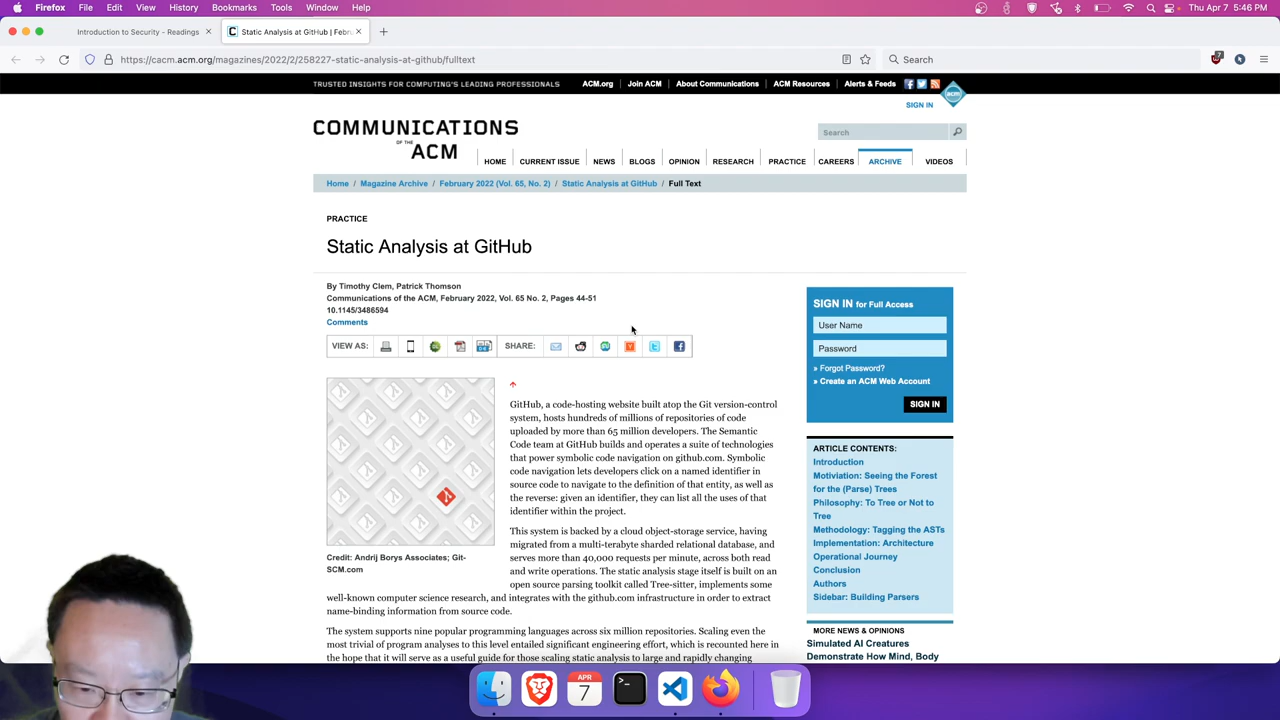 Firefox File Edit View History Bookmarks Tools Window Help Thu Apr 7 5:46 PM
Introduction to Security - Readings × Static Analysis at GitHub | Febru × +
https://cacm.acm.org/magazines/2022/2/258227-static-analysis-at-github/fulltext Search 7
TRUSTED INSIGHTS FOR COMPUTING'S LEADING PROFESSIONALS ACM.org Join ACM About Communications ACM Resources Alerts & Feeds
acm
SIGN IN
COMMUNICATIONS
OF THE
ACM
Search
HOME CURRENT ISSUE NEWS BLOGS OPINION RESEARCH PRACTICE CAREERS ARCHIVE VIDEOS
Home / Magazine Archive / February 2022 (Vol. 65, No. 2) / Static Analysis at GitHub / Full Text
PRACTICE
Static Analysis at GitHub
By Timothy Clem, Patrick Thomson
Communications of the ACM, February 2022, Vol. 65 No. 2, Pages 44-51
10.1145/3486594
Comments
VIEW AS: SHARE:
GitHub, a code-hosting website built atop the Git version-control
system, hosts hundreds of millions of repositories of code
uploaded by more than 65 million developers. The Semantic
Code team at GitHub builds and operates a suite of technologies
that power symbolic code navigation on github.com. Symbolic
code navigation lets developers click on a named identifier in
source code to navigate to the definition of that entity, as well as
the reverse: given an identifier, they can list all the uses of that
identifier within the project.
Credit: Andrij Borys Associates; Git-
SCM.com
This system is backed by a cloud object-storage service, having
migrated from a multi-terabyte sharded relational database, and
serves more than 40,000 requests per minute, across both read
and write operations. The static analysis stage itself is built on an
open source parsing toolkit called Tree-sitter, implements some
well-known computer science research, and integrates with the github.com infrastructure in order to extract
name-binding information from source code.
The system supports nine popular programming languages across six million repositories. Scaling even the
most trivial of program analyses to this level entailed significant engineering effort, which is recounted here in
the hope that it will serve as a useful guide for those scaling static analysis to large and rapidly changing
SIGN IN for Full Access
User Name
Password
» Forgot Password?
» Create an ACM Web Account
SIGN IN
ARTICLE CONTENTS:
Introduction
Motiviation: Seeing the Forest
for the (Parse) Trees
Philosophy: To Tree or Not to
Tree
Methodology: Tagging the ASTs
Implementation: Architecture
Operational Journey
Conclusion
Authors
Sidebar: Building Parsers
MORE NEWS & OPINIONS
Simulated AI Creatures
Demonstrate How Mind, Body
APR
7